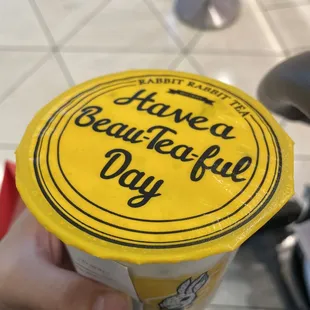 RABBIT RABBIT TEA
Have a
Beau-Tea-ful
Day